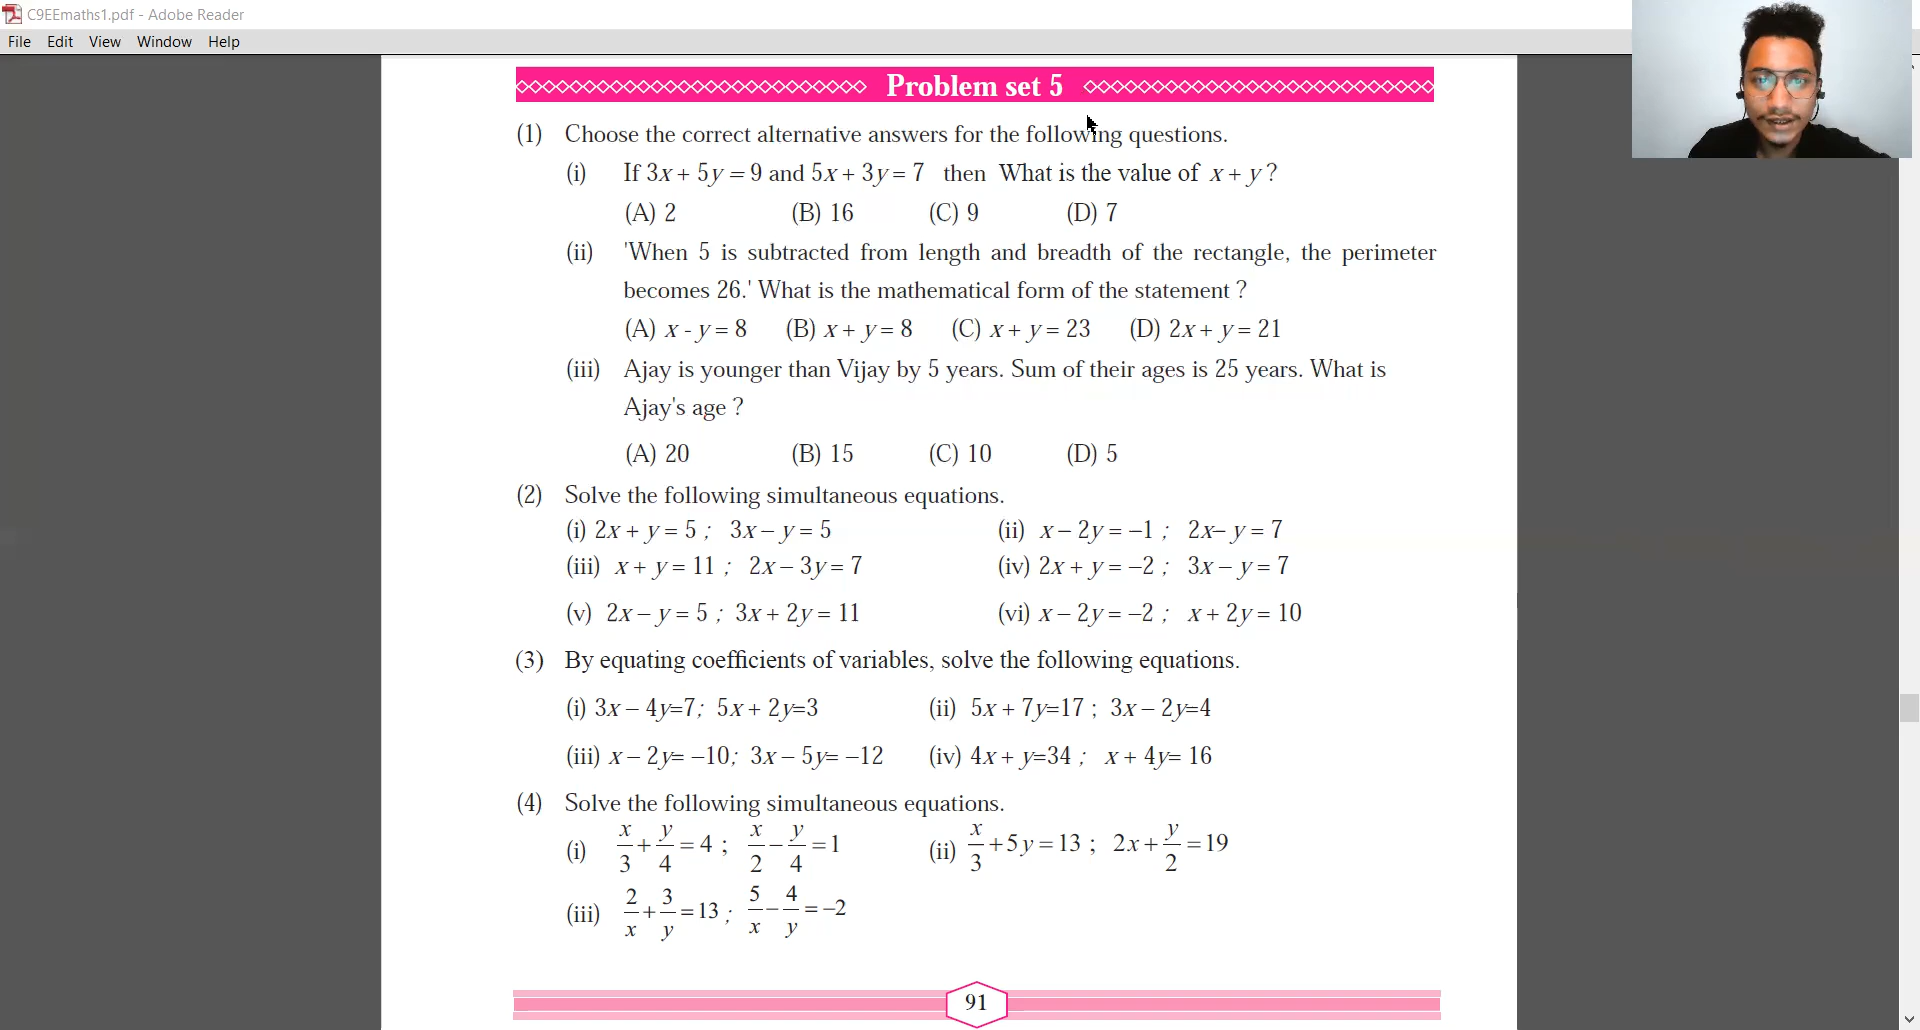 C9EEmaths1.pdf - Adobe Reader
File Edit View Window Help
Problem set 5
(1) Choose the correct alternative answers for the following questions.
(i) If 3x + 5y = 9 and 5x + 3y = 7 then What is the value of x + y ?
(A) 2 (B) 16 (C) 9 (D) 7
(ii) 'When 5 is subtracted from length and breadth of the rectangle, the perimeter
becomes 26.' What is the mathematical form of the statement ?
(A) x - y = 8 (B) x + y = 8 (C) x + y = 23 (D) 2x + y = 21
(iii) Ajay is younger than Vijay by 5 years. Sum of their ages is 25 years. What is
Ajay's age ?
(A) 20 (B) 15 (C) 10 (D) 5
(2) Solve the following simultaneous equations.
(i) 2x + y = 5 ; 3x – y = 5 (ii) x – 2y = –1 ; 2x– y = 7
(iii) x + y = 11 ; 2x – 3y = 7 (iv) 2x + y = –2 ; 3x – y = 7
(v) 2x – y = 5 ; 3x + 2y = 11 (vi) x – 2y = –2 ; x + 2y = 10
(3) By equating coefficients of variables, solve the following equations.
(i) 3x – 4y=7; 5x + 2y=3 (ii) 5x + 7y=17 ; 3x – 2y=4
(iii) x – 2y= –10; 3x – 5y= –12 (iv) 4x + y=34 ; x + 4y= 16
(4) Solve the following simultaneous equations.
(i) x/3 + y/4 = 4 ; x/2 – y/4 = 1 (ii) x/3 + 5y = 13 ; 2x + y/2 = 19
(iii) 2/x + 3/y = 13 ; 5/x – 4/y = –2
91